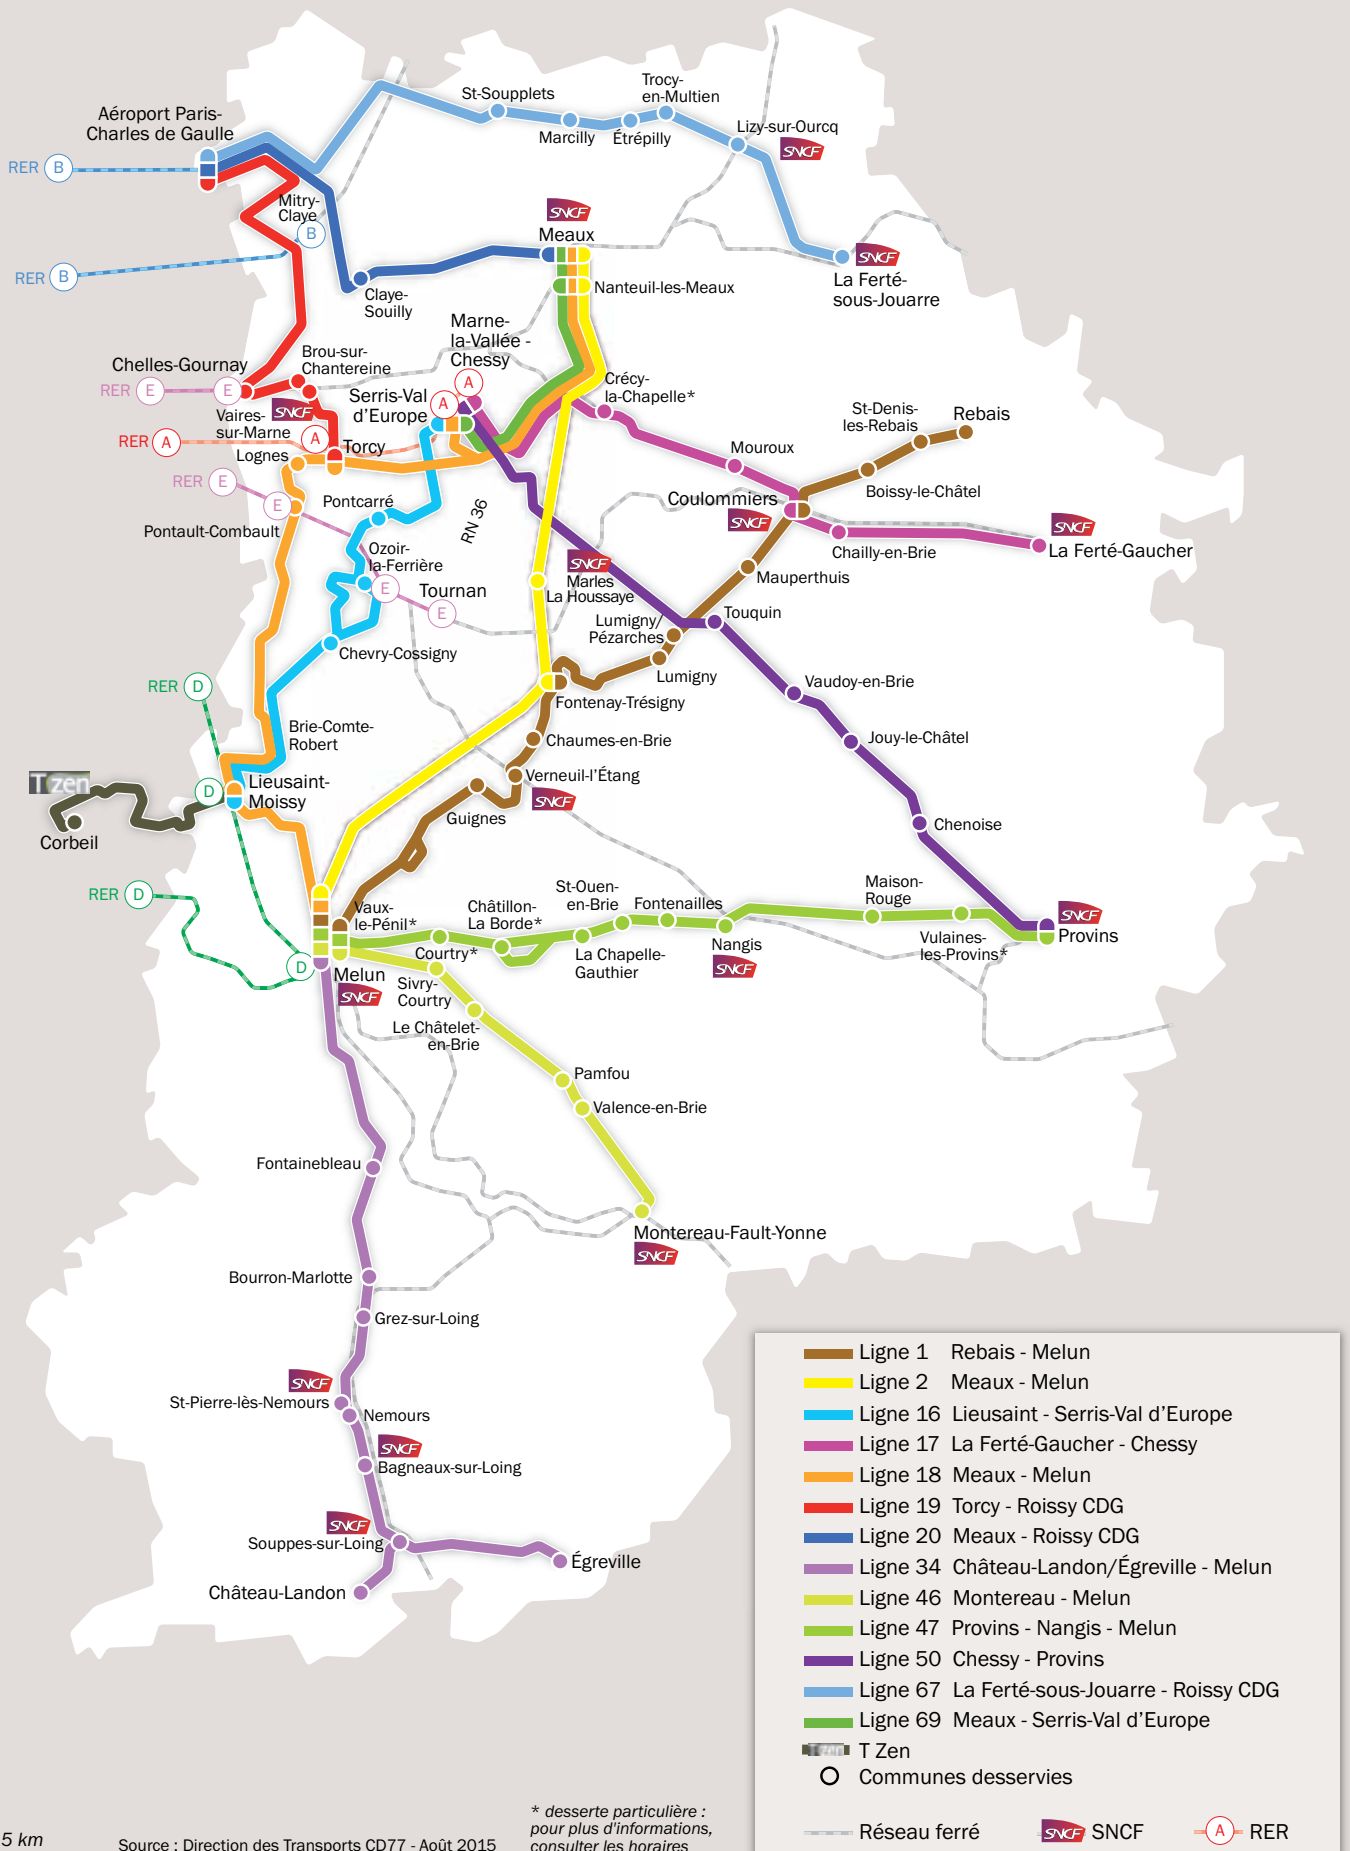 St-Soupplets
Trocy-
en-Multien
Aéroport Paris-
Charles de Gaulle
Marcilly
Étrépilly
Lizy-sur-Ourcq
SNCF
RER B
Mitry-
Claye
B
SNCF
Meaux
RER B
SNCF
La Ferté-
sous-Jouarre
Claye-
Souilly
Nanteuil-les-Meaux
Marne-
la-Vallée -
Chessy
Chelles-Gournay
Brou-sur-
Chantereine
RER E
E
A
Serris-Val
d'Europe
A
Crécy-
la-Chapelle*
SNCF
Vaires-
sur-Marne
St-Denis-
les-Rebais
Rebais
RER A
A
Torcy
Lognes
Mouroux
RER E
Boissy-le-Châtel
Pontcarré
E
Coulommiers
SNCF
RN 36
Pontault-Combault
SNCF
La Ferté-Gaucher
Chailly-en-Brie
Ozoir-
la-Ferrière
SNCF
Marles
La Houssaye
Mauperthuis
E
Tournan
E
Lumigny/
Pézarches
Touquin
Chevry-Cossigny
Lumigny
RER D
Vaudoy-en-Brie
Fontenay-Trésigny
Brie-Comte-
Robert
Chaumes-en-Brie
Jouy-le-Châtel
T zen
D
Lieusaint-
Moissy
Verneuil-l'Étang
SNCF
Guignes
Corbeil
Chenoise
RER D
Vaux-
le-Pénil*
Châtillon-
La Borde*
St-Ouen-
en-Brie
Fontenailles
Maison-
Rouge
SNCF
Provins
Courtry*
La Chapelle-
Gauthier
Nangis
SNCF
Vulaines-
les-Provins*
D
Melun
SNCF
Sivry-
Courtry
Le Châtelet-
en-Brie
Pamfou
Valence-en-Brie
Fontainebleau
Montereau-Fault-Yonne
SNCF
Bourron-Marlotte
Grez-sur-Loing
SNCF
St-Pierre-lès-Nemours
Nemours
SNCF
Bagneaux-sur-Loing
SNCF
Souppes-sur-Loing
Égreville
Château-Landon
Ligne 1 Rebais - Melun
Ligne 2 Meaux - Melun
Ligne 16 Lieusaint - Serris-Val d'Europe
Ligne 17 La Ferté-Gaucher - Chessy
Ligne 18 Meaux - Melun
Ligne 19 Torcy - Roissy CDG
Ligne 20 Meaux - Roissy CDG
Ligne 34 Château-Landon/Égreville - Melun
Ligne 46 Montereau - Melun
Ligne 47 Provins - Nangis - Melun
Ligne 50 Chessy - Provins
Ligne 67 La Ferté-sous-Jouarre - Roissy CDG
Ligne 69 Meaux - Serris-Val d'Europe
T zen T Zen
Communes desservies
Réseau ferré
SNCF SNCF
A RER
* desserte particulière :
pour plus d'informations,
consulter les horaires
5 km
Source : Direction des Transports CD77 - Août 2015